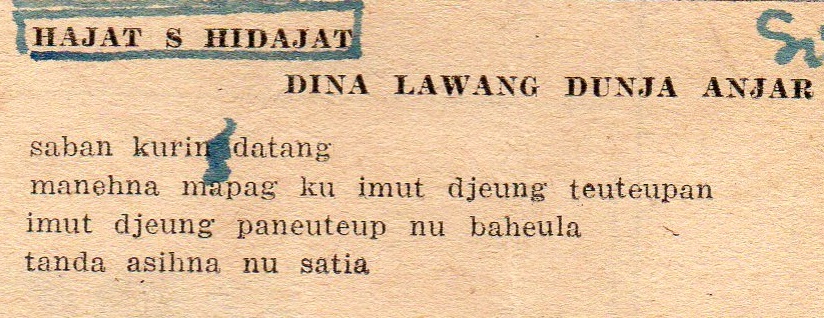 HAJAT S HIDAJAT
DINA LAWANG DUNJA ANJAR
saban kuring datang
manehna mapag ku imut djeung teuteupan
imut djeung paneuteup nu baheula
tanda asihna nu satia